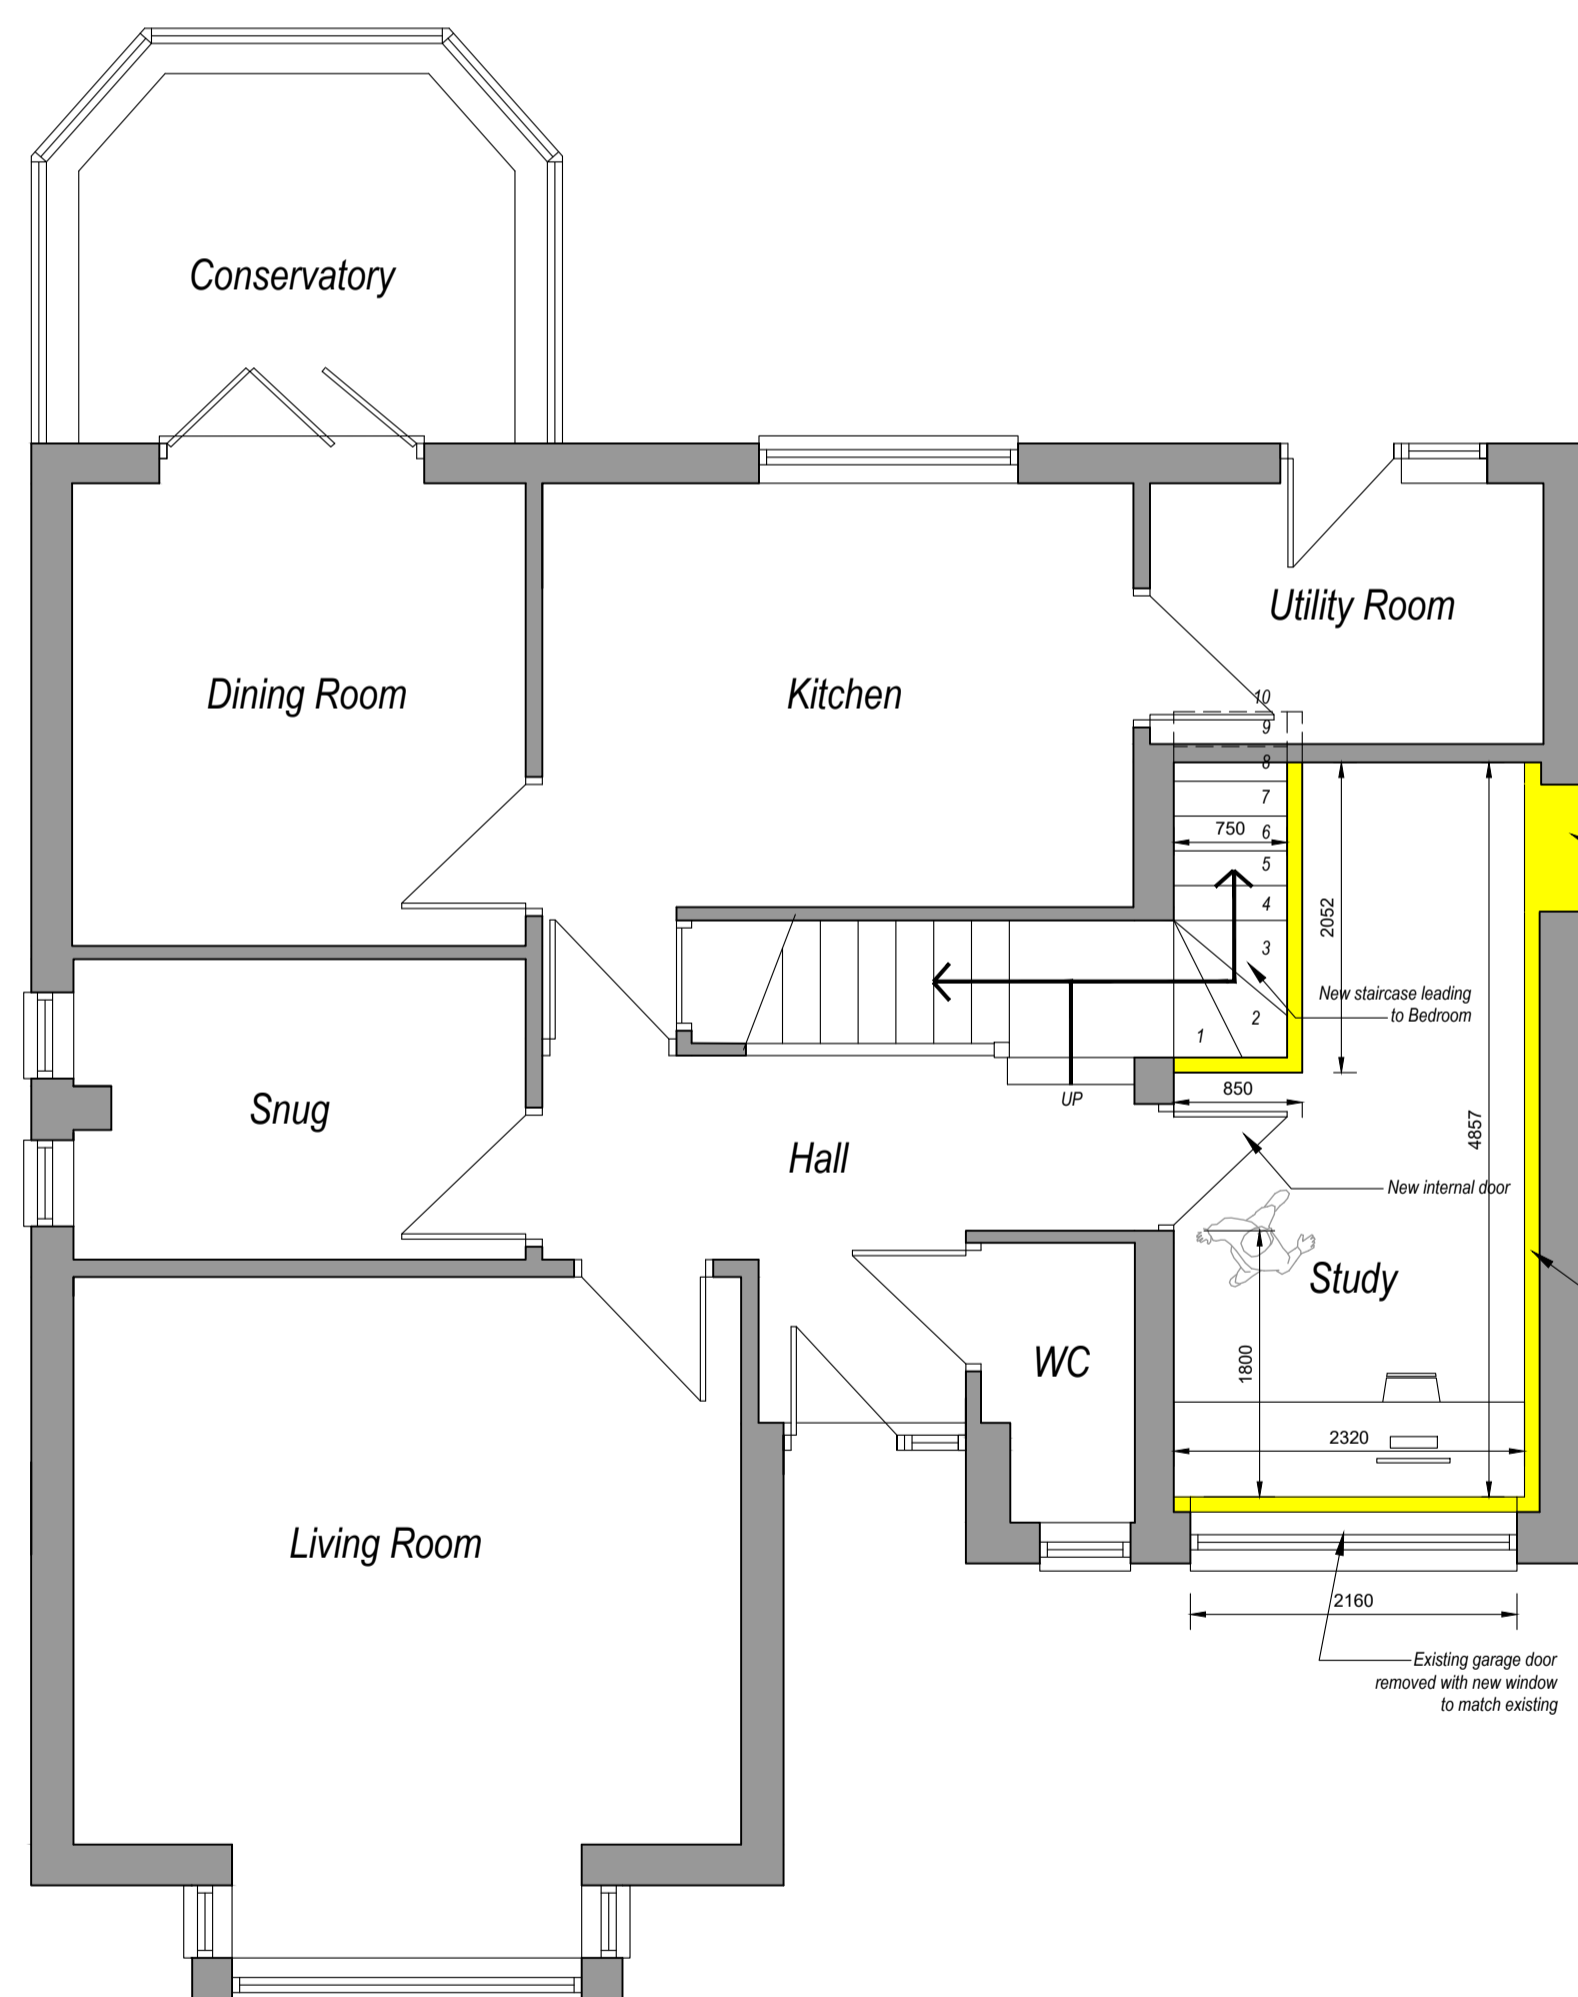 Conservatory
Utility Room
Dining Room
Kitchen
10
9
8
7
750
6
5
4
2052
3
New staircase leading
to Bedroom
2
1
850
UP
Snug
Hall
4857
New internal door
Study
WC
1800
2320
Living Room
2160
Existing garage door
removed with new window
to match existing